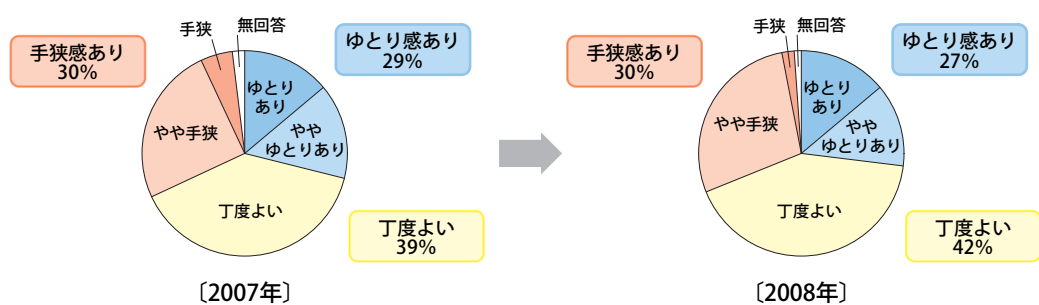 手狭
無回答
手狭感あり
30%
ゆとり感あり
29%
ゆとり
あり
やや
ゆとりあり
やや手狭
丁度よい
丁度よい
39%
〔2007年〕
手狭
無回答
手狭感あり
30%
ゆとり感あり
27%
ゆとり
あり
やや
ゆとりあり
やや手狭
丁度よい
丁度よい
42%
〔2008年〕